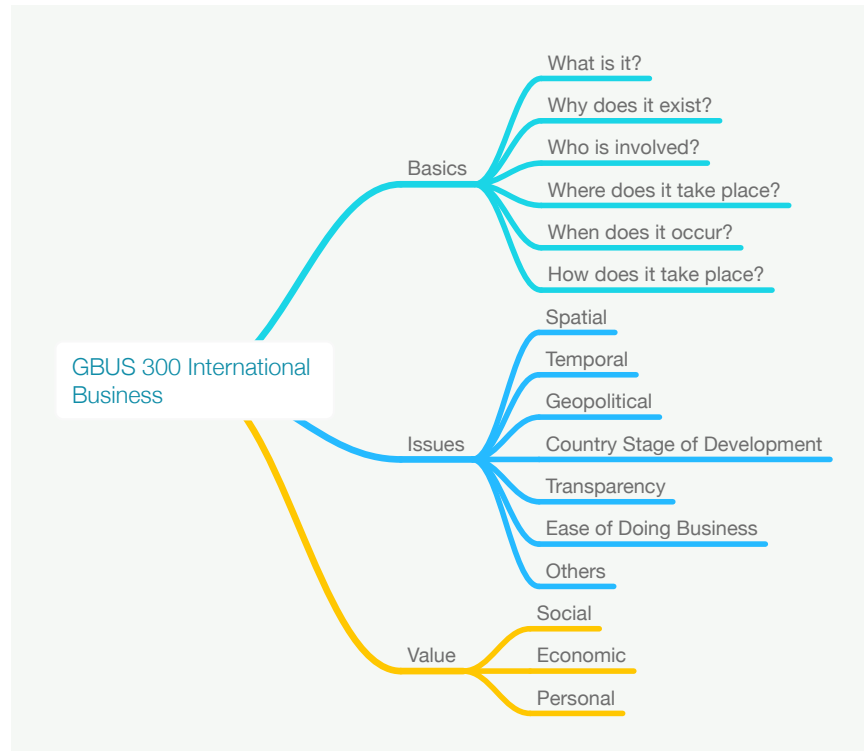 GBUS 300 International
Business
Basics
What is it?
Why does it exist?
Who is involved?
Where does it take place?
When does it occur?
How does it take place?
Issues
Spatial
Temporal
Geopolitical
Country Stage of Development
Transparency
Ease of Doing Business
Others
Value
Social
Economic
Personal